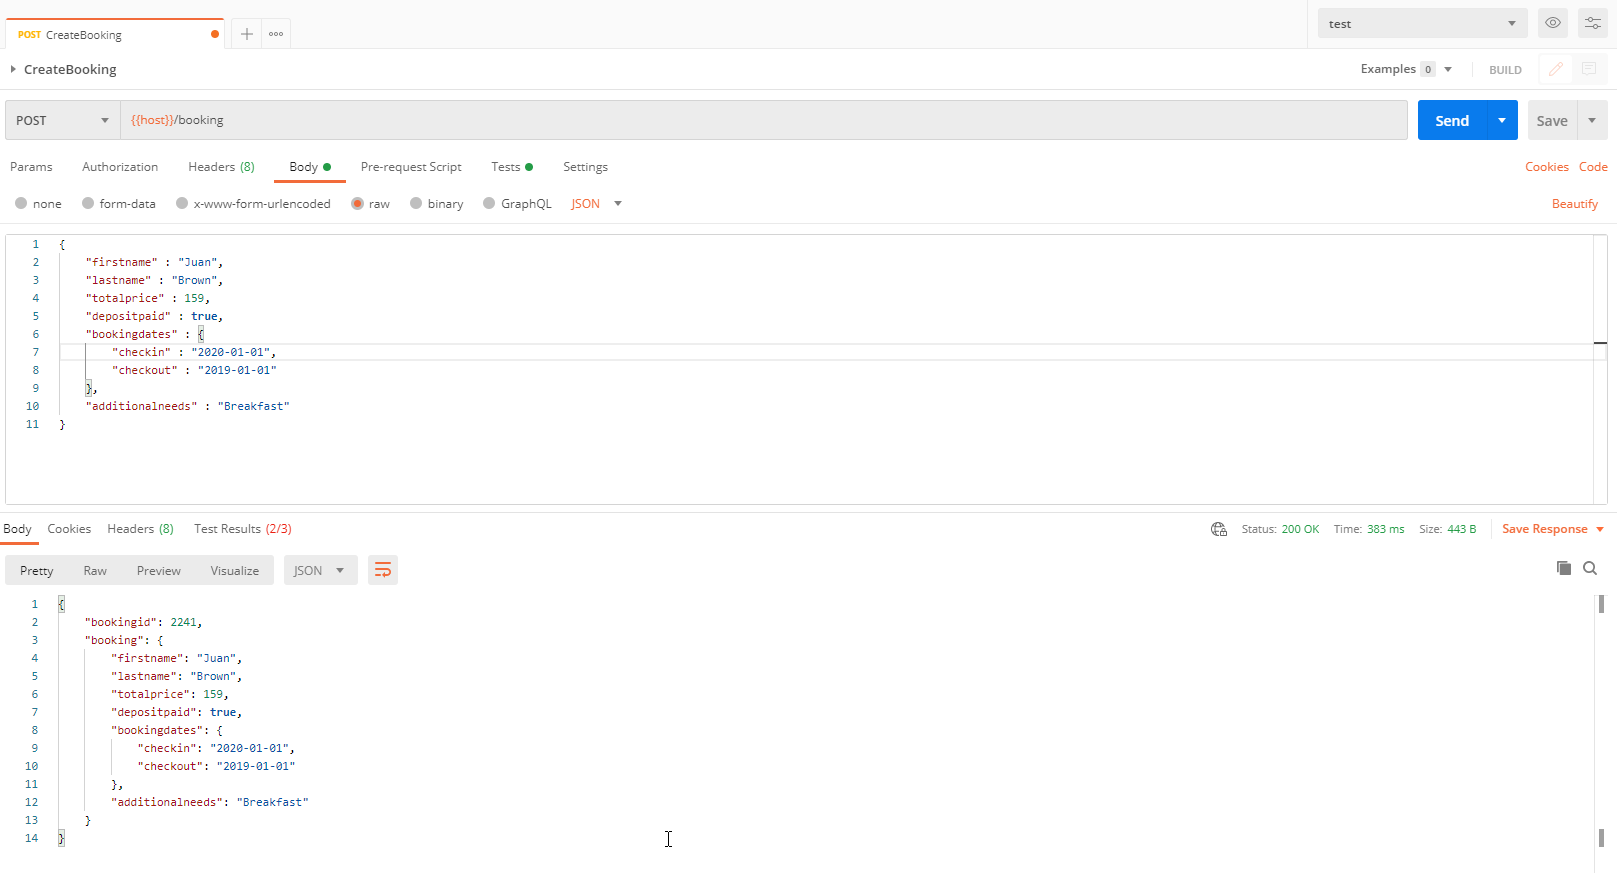 POST CreateBooking
test
CreateBooking
Examples 0
BUILD
POST
{{host}}/booking
Send
Save
Params Authorization Headers (8) Body Pre-request Script Tests Settings
Cookies Code
none form-data x-www-form-urlencoded raw binary GraphQL JSON
Beautify
1 {
2 "firstname" : "Juan",
3 "lastname" : "Brown",
4 "totalprice" : 159,
5 "depositpaid" : true,
6 "bookingdates" : {
7 "checkin" : "2020-01-01",
8 "checkout" : "2019-01-01"
9 },
10 "additionalneeds" : "Breakfast"
11 }
Body Cookies Headers (8) Test Results (2/3)
Status: 200 OK Time: 383 ms Size: 443 B Save Response
Pretty Raw Preview Visualize JSON
1 {
2 "bookingid": 2241,
3 "booking": {
4 "firstname": "Juan",
5 "lastname": "Brown",
6 "totalprice": 159,
7 "depositpaid": true,
8 "bookingdates": {
9 "checkin": "2020-01-01",
10 "checkout": "2019-01-01"
11 },
12 "additionalneeds": "Breakfast"
13 }
14 }